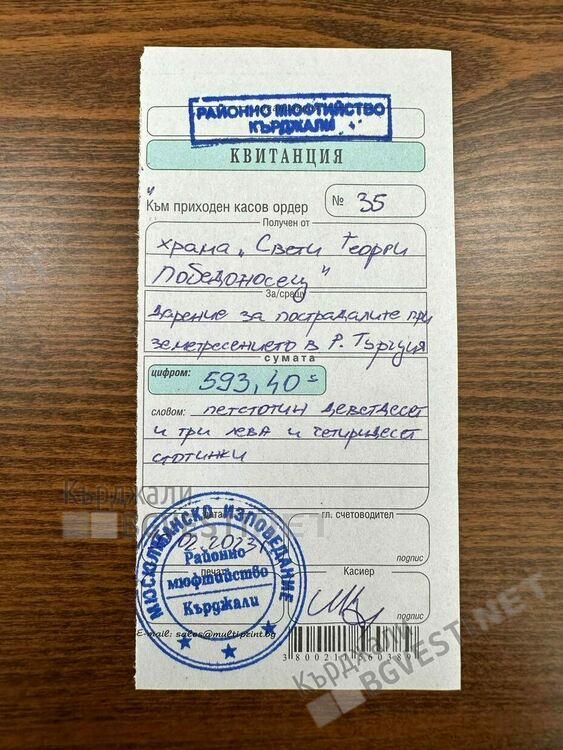 РАЙОННО МЮФТИЙСТВО
КЪРДЖАЛИ
КВИТАНЦИЯ
Към приходен касов ордер
№ 35
Получен от
храма „Свети Георги
Победоносец"
За/срещу
дарение за пострадалите при
земетресението в Р. Турция
сумата
цифром: 593,40
словом: петстотин деветдесет
и три лева и четиридесет
стотинки
Кърджали
BGVEST.NET
гл. счетоводител
2023
подпис
МЮСЮЛМАНСКО ИЗПОВЕДАНИЕ
Районно
мюфтийство
Кърджали
печат
Касиер
подпис
E-mail: sales@multiprint.bg
3800217560389
Кърджали
BGVEST.NET